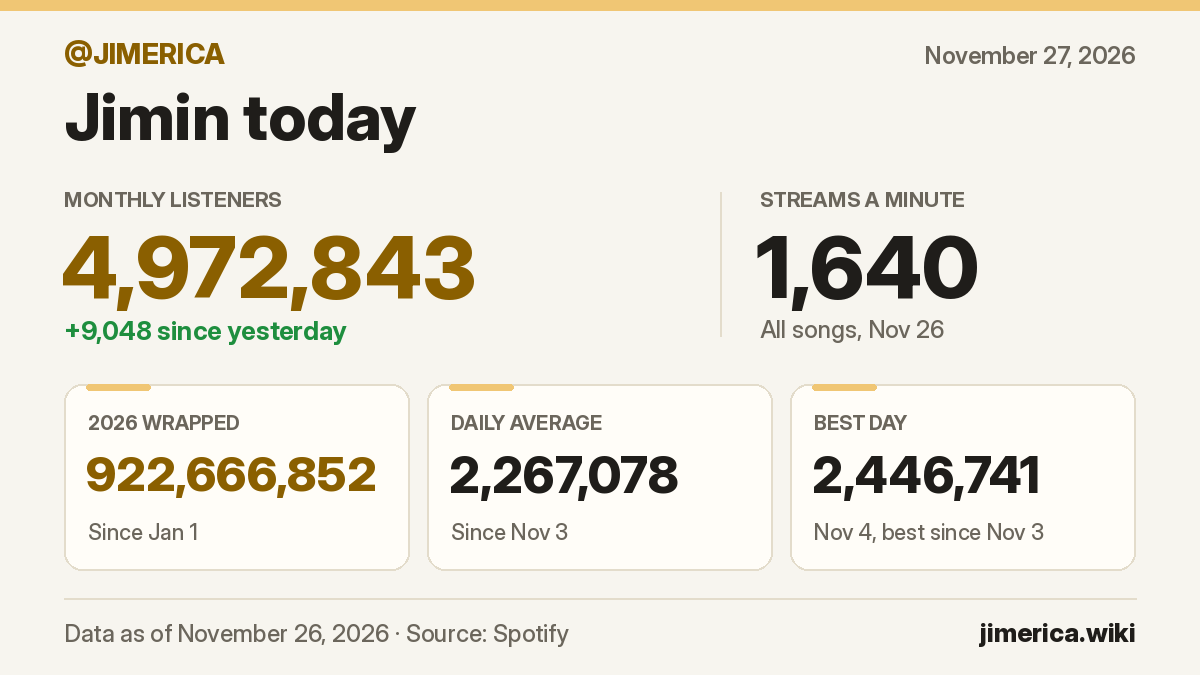 @JIMERICA
November 27, 2026
Jimin today
MONTHLY LISTENERS
4,972,843
+9,048 since yesterday
STREAMS A MINUTE
1,640
All songs, Nov 26
2026 WRAPPED
922,666,852
Since Jan 1
DAILY AVERAGE
2,267,078
Since Nov 3
BEST DAY
2,446,741
Nov 4, best since Nov 3
Data as of November 26, 2026 · Source: Spotify
jimerica.wiki